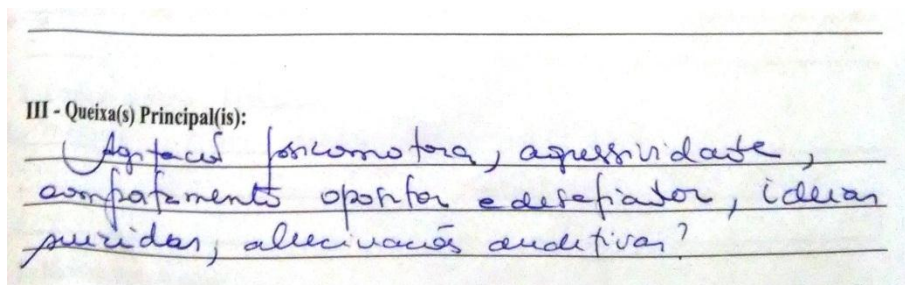 III - Queixa(s) Principal(is):
Agitação psicomotora, agressividade,
comportamento opositor e desafiador, ideias
suicidas, alucinações auditivas?